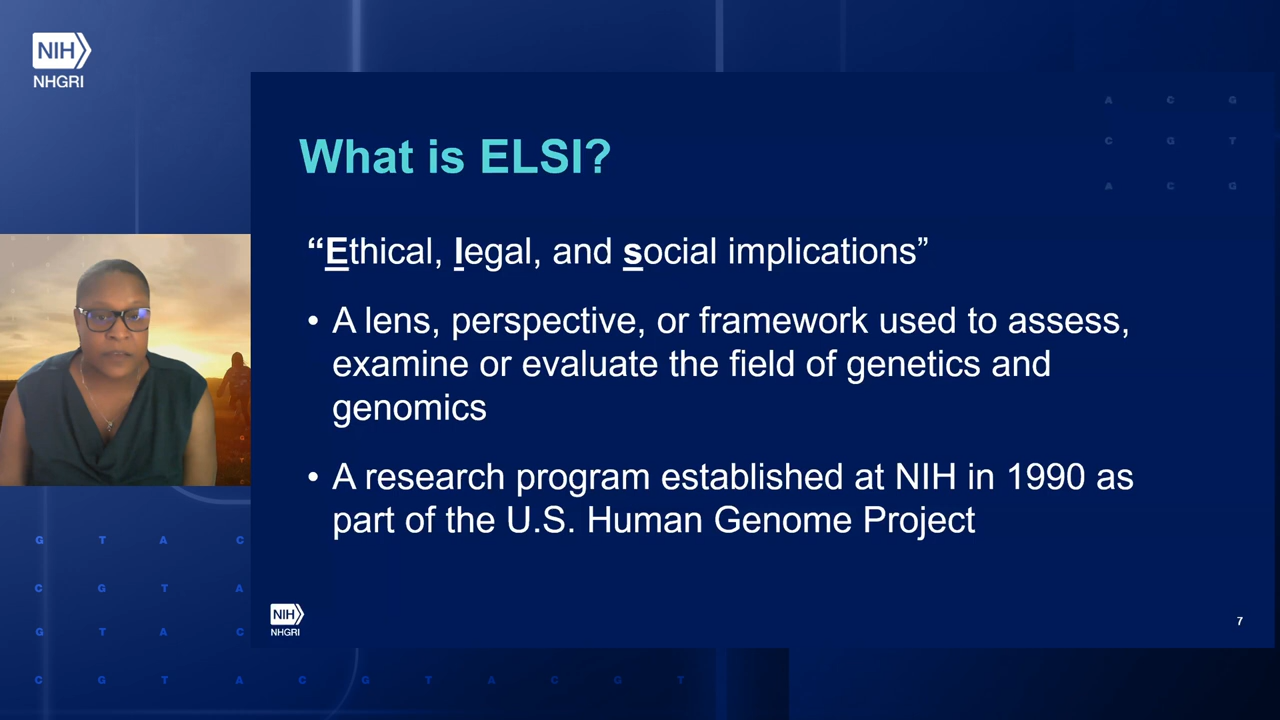 NIH
NHGRI
A C G
C G T
A C G
What is ELSI?
“Ethical, legal, and social implications”
• A lens, perspective, or framework used to assess,
examine or evaluate the field of genetics and
genomics
• A research program established at NIH in 1990 as
part of the U.S. Human Genome Project
G
T
G T A C
C G T A
G T A C
C G T A C G T A C G T
NIH
NHGRI
7